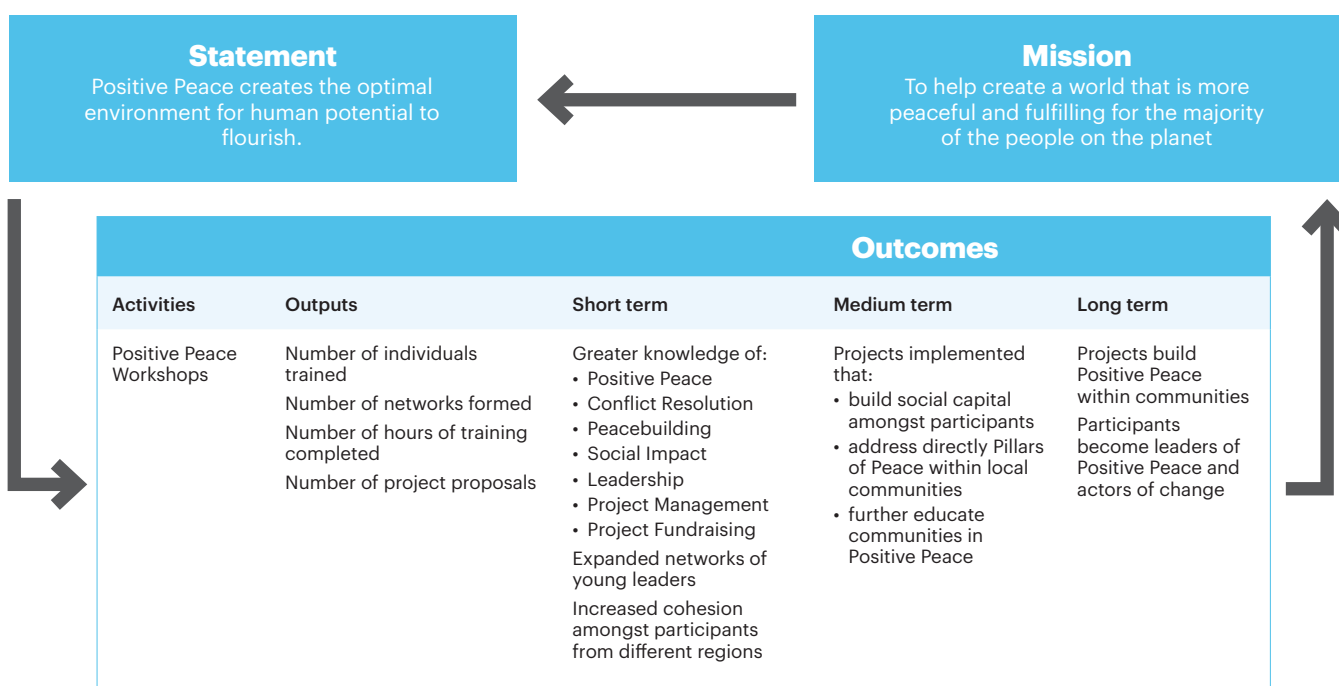 Statement
Positive Peace creates the optimal
environment for human potential to
flourish.
Mission
To help create a world that is more
peaceful and fulfilling for the majority
of the people on the planet
Outcomes
Activities
Outputs
Short term
Medium term
Long term
Positive Peace
Workshops
Number of individuals
trained
Number of networks formed
Number of hours of training
completed
Number of project proposals
Greater knowledge of:
• Positive Peace
• Conflict Resolution
• Peacebuilding
• Social Impact
• Leadership
• Project Management
• Project Fundraising
Expanded networks of
young leaders
Increased cohesion
amongst participants
from different regions
Projects implemented
that:
• build social capital
amongst participants
• address directly Pillars
of Peace within local
communities
• further educate
communities in
Positive Peace
Projects build
Positive Peace
within communities
Participants
become leaders of
Positive Peace and
actors of change